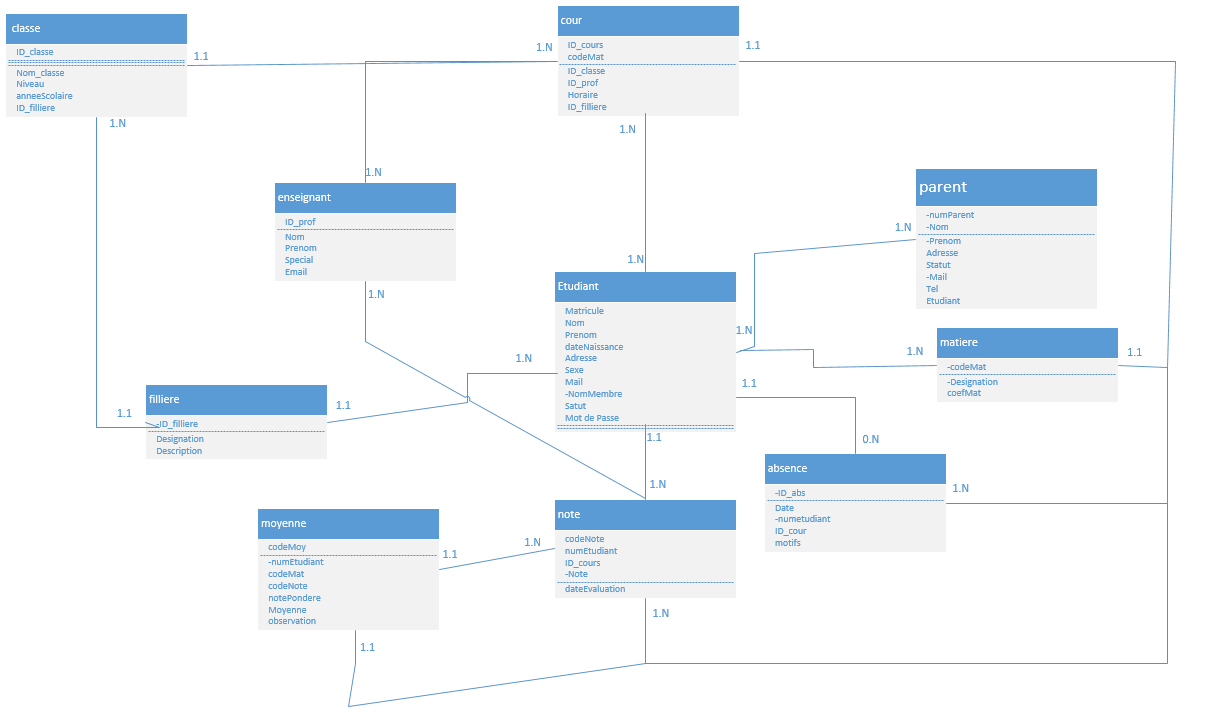 classe
ID_classe
Nom_classe
Niveau
anneeScolaire
ID_filliere
1.1
1.N
cour
ID_cours
codeMat
ID_classe
ID_prof
Horaire
ID_filliere
1.N
1.1
1.N
1.N
enseignant
ID_prof
Nom
Prenom
Special
Email
1.N
parent
-numParent
-Nom
-Prenom
Adresse
Statut
-Mail
Tel
Etudiant
1.N
1.N
Etudiant
Matricule
Nom
Prenom
dateNaissance
Adresse
Sexe
Mail
-NomMembre
Satut
Mot de Passe
1.N
1.N
1.1
1.1
matiere
-codeMat
-Designation
coefMat
1.N
1.1
filliere
-ID_filliere
Designation
Description
1.1
1.1
absence
-ID_abs
Date
-numetudiant
ID_cour
motifs
0.N
1.N
moyenne
codeMoy
-numEtudiant
codeMat
codeNote
notePondere
Moyenne
observation
1.1
1.1
note
codeNote
numEtudiant
ID_cours
-Note
dateEvaluation
1.N
1.N
1.N